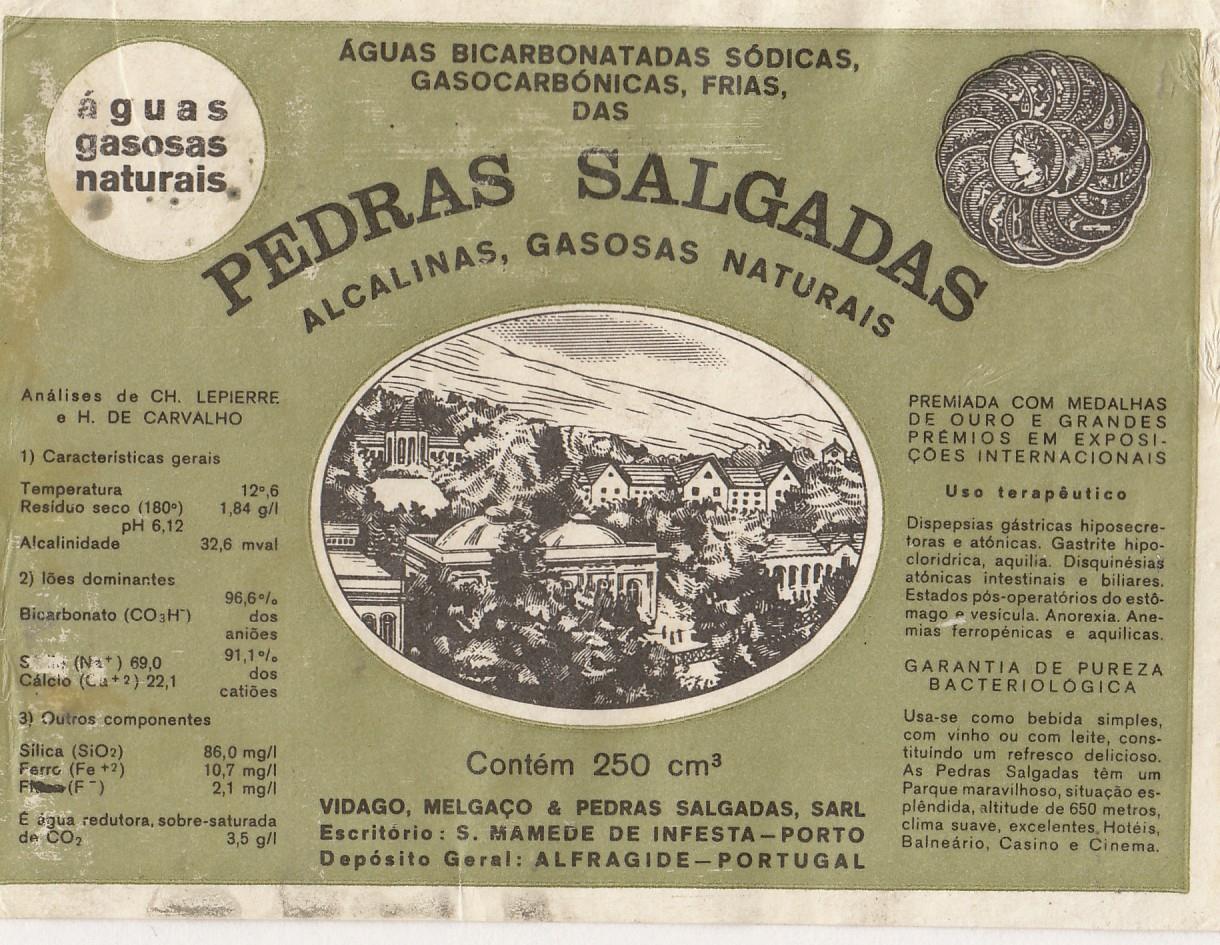 águas
gasosas
naturais
ÁGUAS BICARBONATADAS SÓDICAS,
GASOCARBÓNICAS, FRIAS,
DAS
PEDRAS SALGADAS
ALCALINAS, GASOSAS NATURAIS
Análises de CH. LEPIERRE
e H. DE CARVALHO
1) Características gerais
Temperatura 12º,6
Resíduo seco (180º) 1,84 g/l
pH 6,12
Alcalinidade 32,6 mval
2) Iões dominantes
Bicarbonato (CO₃H⁻) 96,6% dos
aniões
(Na⁺) 69,0 91,1%
Cálcio (Ca⁺²) 22,1 dos
catiões
3) Outros componentes
Sílica (SiO₂) 86,0 mg/l
Ferro (Fe⁺²) 10,7 mg/l
(F⁻) 2,1 mg/l
É água redutora, sobre-saturada
de CO₂ 3,5 g/l
Contém 250 cm³
VIDAGO, MELGAÇO & PEDRAS SALGADAS, SARL
Escritório: S. MAMEDE DE INFESTA—PORTO
Depósito Geral: ALFRAGIDE—PORTUGAL
PREMIADA COM MEDALHAS
DE OURO E GRANDES
PRÉMIOS EM EXPOSI-
ÇÕES INTERNACIONAIS
Uso terapêutico
Dispepsias gástricas hiposecre-
toras e atónicas. Gastrite hipo-
cloridrica, aquilia. Disquinésias
atónicas intestinais e biliares.
Estados pós-operatórios do estô-
mago e vesícula. Anorexia. Ane-
mias ferropénicas e aquilicas.
GARANTIA DE PUREZA
BACTERIOLÓGICA
Usa-se como bebida simples,
com vinho ou com leite, cons-
tituíndo um refresco delicioso.
As Pedras Salgadas têm um
Parque maravilhoso, situação es-
plêndida, altitude de 650 metros,
clima suave, excelentes Hotéis,
Balneário, Casino e Cinema.